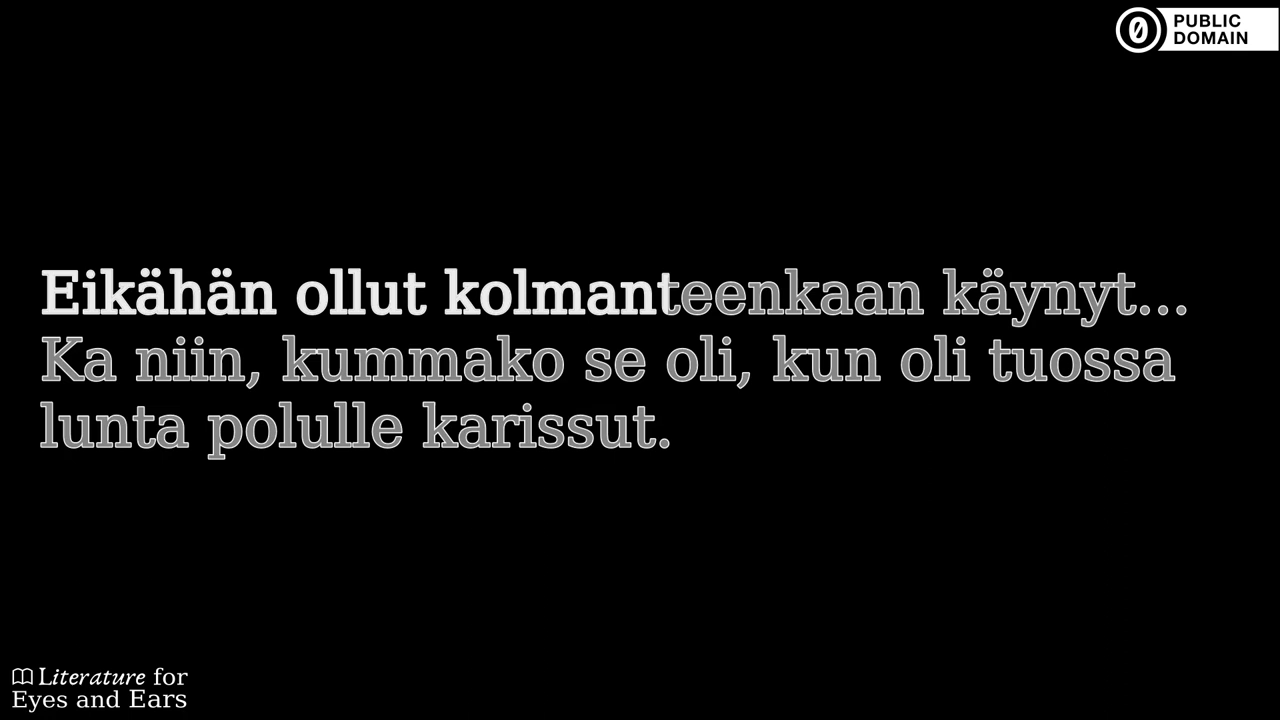 PUBLIC
DOMAIN
Eikähän ollut kolmanteenkaan käynyt...
Ka niin, kummako se oli, kun oli tuossa
lunta polulle karissut.
Literature for
Eyes and Ears